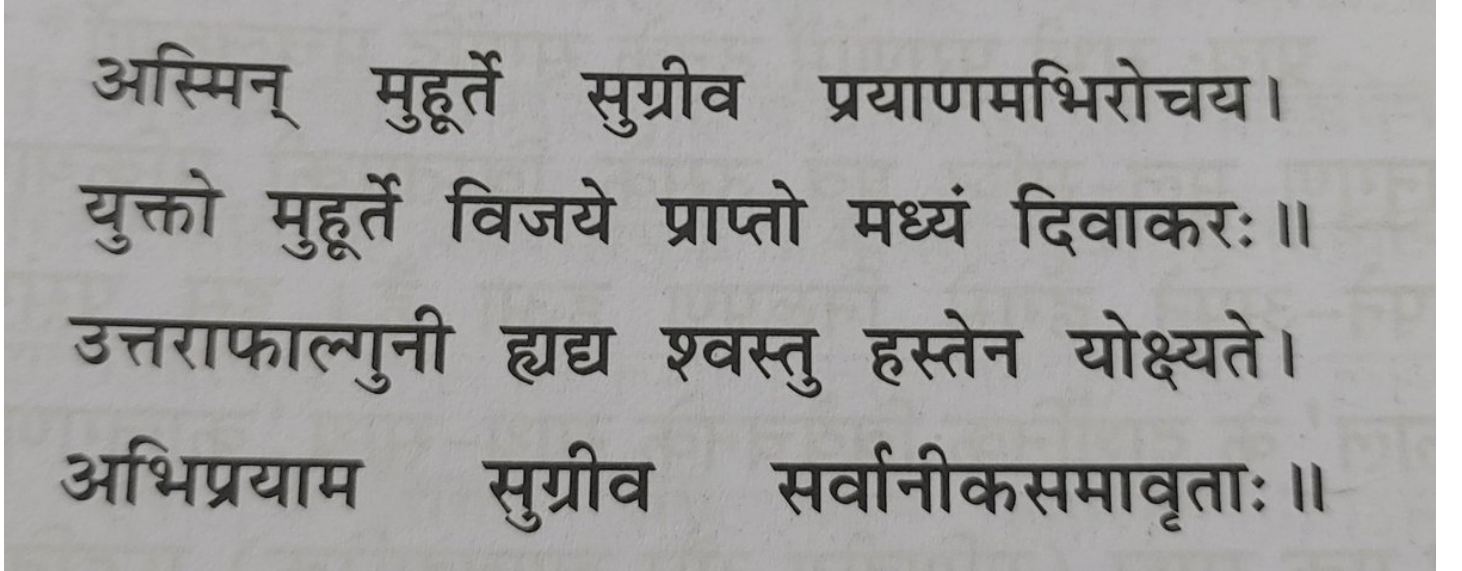 अस्मिन् मुहूर्ते सुग्रीव प्रयाणमभिरोचय।
युक्तो मुहूर्ते विजये प्राप्तो मध्यं दिवाकरः॥
उत्तराफाल्गुनी ह्यद्य श्वस्तु हस्तेन योक्ष्यते।
अभिप्रयाम सुग्रीव सर्वानीकसमावृताः॥